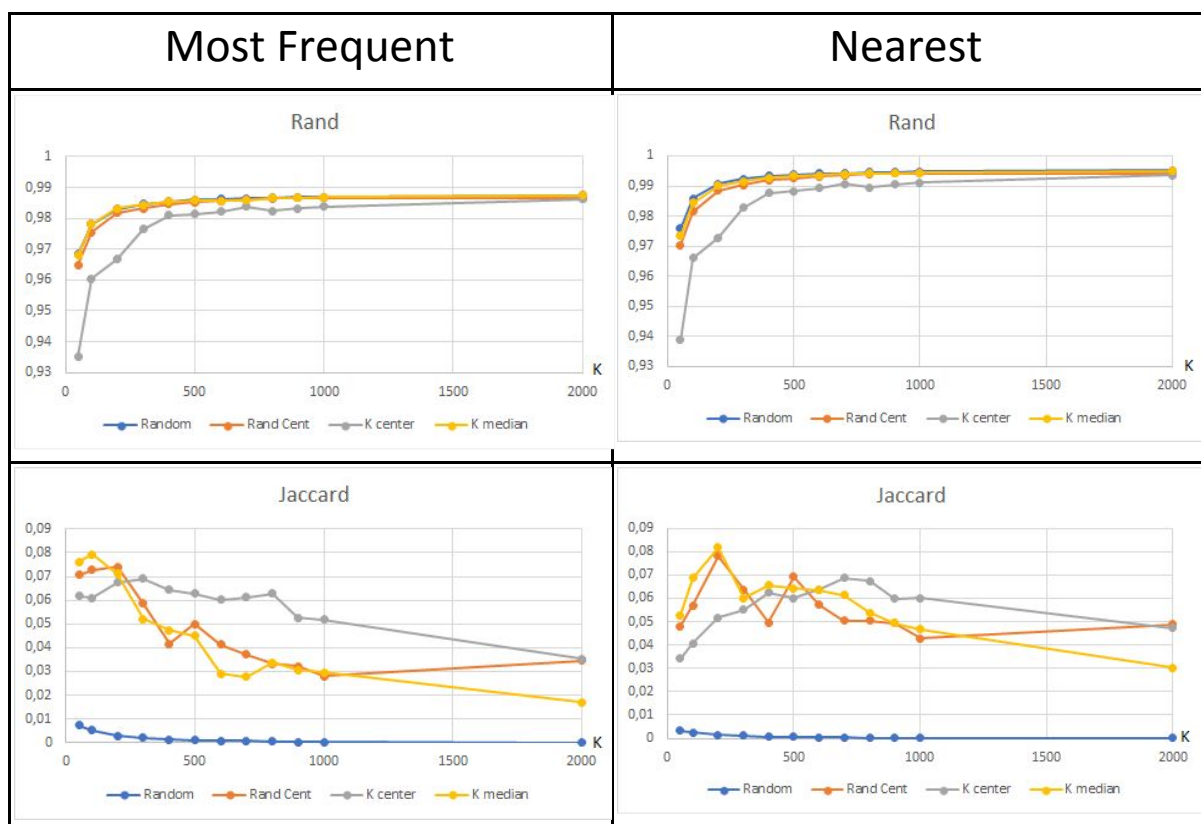 Most Frequent
Nearest
Rand
1
0,99
0,98
0,97
0,96
0,95
0,94
0,93
0 500 1000 1500 2000
K
Random Rand Cent K center K median
Rand
1
0,99
0,98
0,97
0,96
0,95
0,94
0,93
0 500 1000 1500 2000
K
Random Rand Cent K center K median
Jaccard
0,09
0,08
0,07
0,06
0,05
0,04
0,03
0,02
0,01
0
0 500 1000 1500 2000
K
Random Rand Cent K center K median
Jaccard
0,09
0,08
0,07
0,06
0,05
0,04
0,03
0,02
0,01
0
0 500 1000 1500 2000
K
Random Rand Cent K center K median